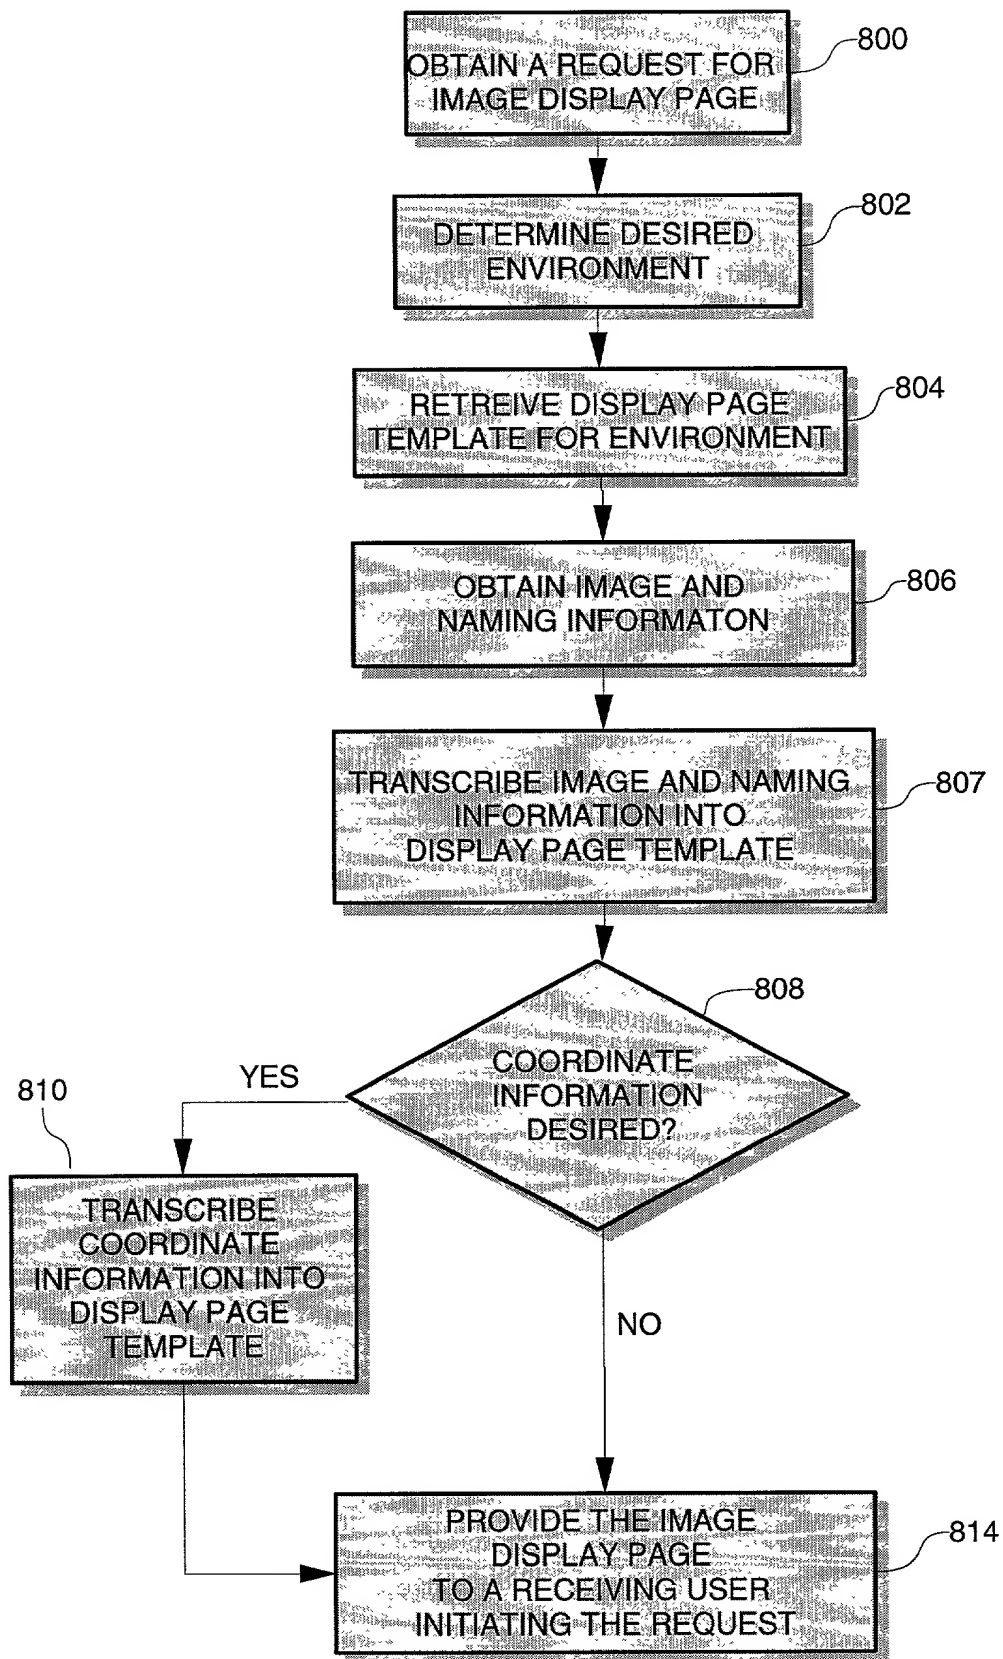 OBTAIN A REQUEST FOR
IMAGE DISPLAY PAGE
800
DETERMINE DESIRED
ENVIRONMENT
802
RETREIVE DISPLAY PAGE
TEMPLATE FOR ENVIRONMENT
804
OBTAIN IMAGE AND
NAMING INFORMATON
806
TRANSCRIBE IMAGE AND NAMING
INFORMATION INTO
DISPLAY PAGE TEMPLATE
807
COORDINATE
INFORMATION
DESIRED?
808
YES
810
TRANSCRIBE
COORDINATE
INFORMATION INTO
DISPLAY PAGE
TEMPLATE
NO
PROVIDE THE IMAGE
DISPLAY PAGE
TO A RECEIVING USER
INITIATING THE REQUEST
814